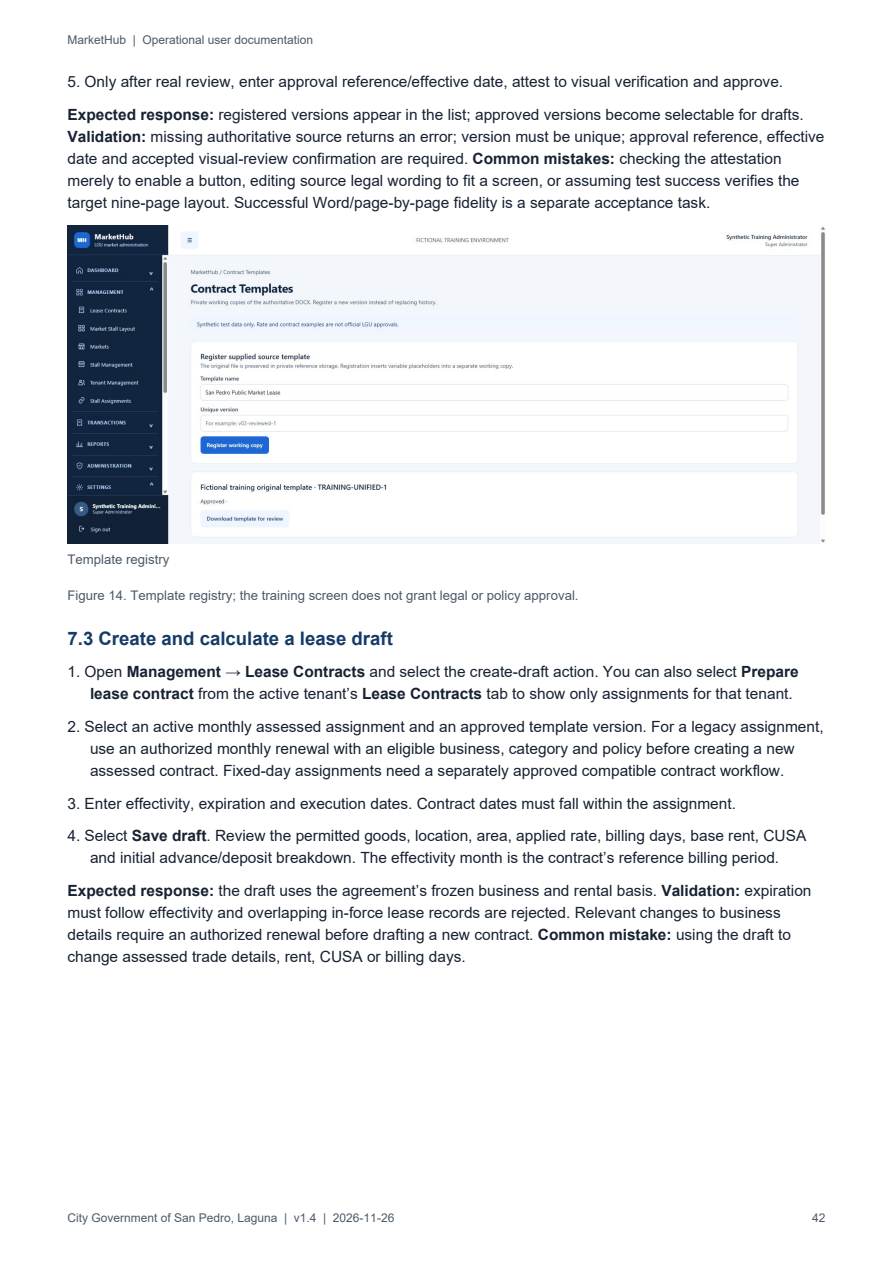 MarketHub | Operational user documentation
5. Only after real review, enter approval reference/effective date, attest to visual verification and approve.
Expected response: registered versions appear in the list; approved versions become selectable for drafts.
Validation: missing authoritative source returns an error; version must be unique; approval reference, effective
date and accepted visual-review confirmation are required. Common mistakes: checking the attestation
merely to enable a button, editing source legal wording to fit a screen, or assuming test success verifies the
target nine-page layout. Successful Word/page-by-page fidelity is a separate acceptance task.
MH
MarketHub
LGU market administration
DASHBOARD
MANAGEMENT
Lease Contracts
Market Stall Layout
Markets
Stall Management
Tenant Management
Stall Assignments
TRANSACTIONS
REPORTS
ADMINISTRATION
SETTINGS
S
Synthetic Training Admini...
Super Administrator
Sign out
FICTIONAL TRAINING ENVIRONMENT
Synthetic Training Administrator
Super Administrator
MarketHub / Contract Templates
Contract Templates
Private working copies of the authoritative DOCX. Register a new version instead of replacing history.
Synthetic test data only. Rate and contract examples are not official LGU approvals.
Register supplied source template
The original file is preserved in private reference storage. Registration inserts variable placeholders into a separate working copy.
Template name
San Pedro Public Market Lease
Unique version
For example: v02-reviewed-1
Register working copy
Fictional training original template · TRAINING-UNIFIED-1
Approved ·
Download template for review
Template registry
Figure 14. Template registry; the training screen does not grant legal or policy approval.
7.3 Create and calculate a lease draft
1. Open Management → Lease Contracts and select the create-draft action. You can also select Prepare
lease contract from the active tenant’s Lease Contracts tab to show only assignments for that tenant.
2. Select an active monthly assessed assignment and an approved template version. For a legacy assignment,
use an authorized monthly renewal with an eligible business, category and policy before creating a new
assessed contract. Fixed-day assignments need a separately approved compatible contract workflow.
3. Enter effectivity, expiration and execution dates. Contract dates must fall within the assignment.
4. Select Save draft. Review the permitted goods, location, area, applied rate, billing days, base rent, CUSA
and initial advance/deposit breakdown. The effectivity month is the contract’s reference billing period.
Expected response: the draft uses the agreement’s frozen business and rental basis. Validation: expiration
must follow effectivity and overlapping in-force lease records are rejected. Relevant changes to business
details require an authorized renewal before drafting a new contract. Common mistake: using the draft to
change assessed trade details, rent, CUSA or billing days.
City Government of San Pedro, Laguna | v1.4 | 2026-11-26
42